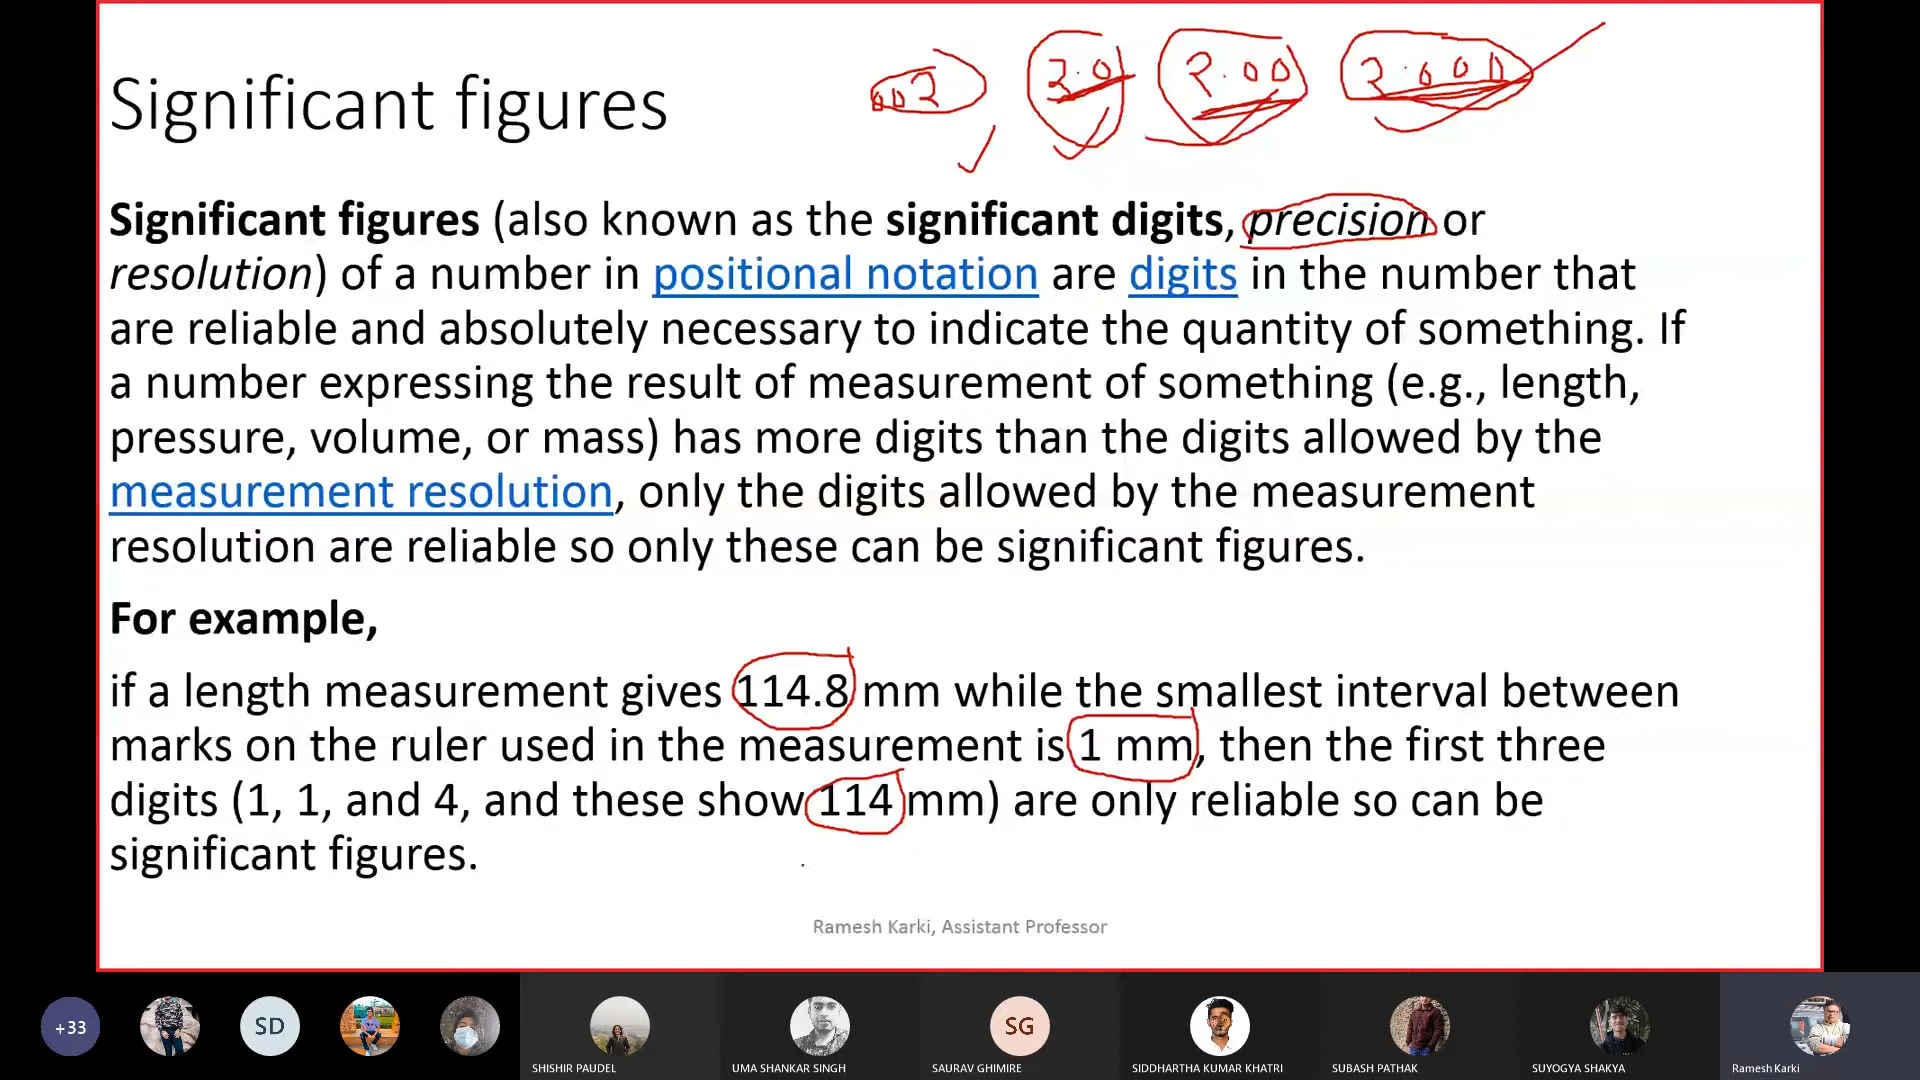 002 2.0 2.00 2.000
Significant figures
Significant figures (also known as the significant digits, precision or
resolution) of a number in positional notation are digits in the number that
are reliable and absolutely necessary to indicate the quantity of something. If
a number expressing the result of measurement of something (e.g., length,
pressure, volume, or mass) has more digits than the digits allowed by the
measurement resolution, only the digits allowed by the measurement
resolution are reliable so only these can be significant figures.
For example,
if a length measurement gives 114.8 mm while the smallest interval between
marks on the ruler used in the measurement is 1 mm, then the first three
digits (1, 1, and 4, and these show 114 mm) are only reliable so can be
significant figures.
Ramesh Karki, Assistant Professor
+33
SD
SG
SHISHIR PAUDEL
UMA SHANKAR SINGH
SAURAV GHIMIRE
SIDDHARTHA KUMAR KHATRI
SUBASH PATHAK
SUYOGYA SHAKYA
Ramesh Karki